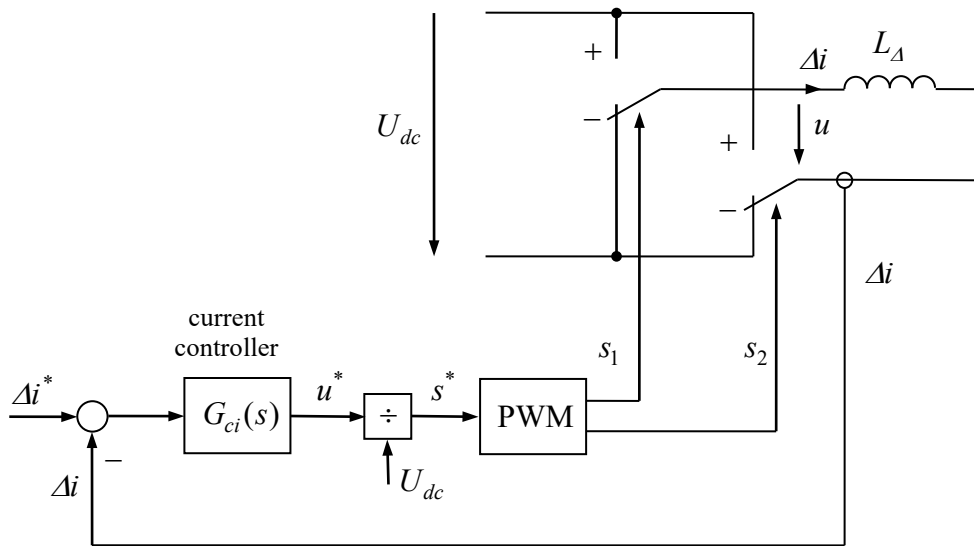 +
Δi
L_Δ
U_dc
−
+
u
−
Δi
current
controller
s_1
s_2
Δi*
G_ci(s)
u*
÷
s*
PWM
−
Δi
U_dc